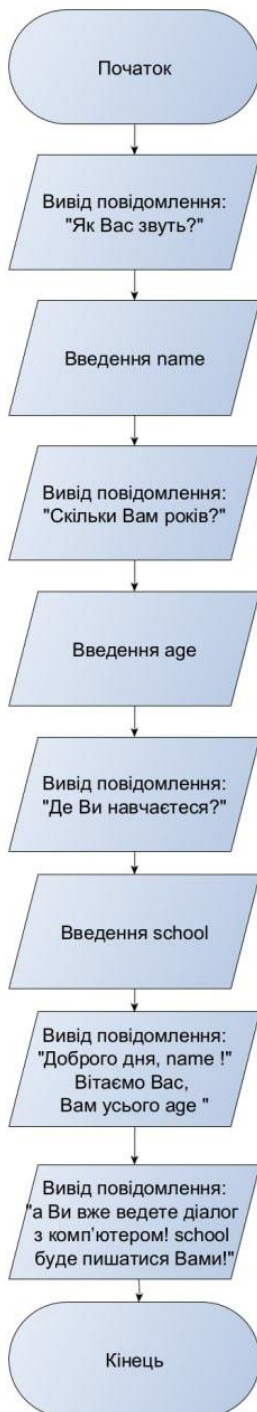 Початок
Вивід повідомлення:
"Як Вас звуть?"
Введення name
Вивід повідомлення:
"Скільки Вам років?"
Введення age
Вивід повідомлення:
"Де Ви навчаєтеся?"
Введення school
Вивід повідомлення:
"Доброго дня, name !"
Вітаємо Вас,
Вам усього age "
Вивід повідомлення:
"а Ви вже ведете діалог
з комп’ютером! school
буде пишатися Вами!"
Кінець